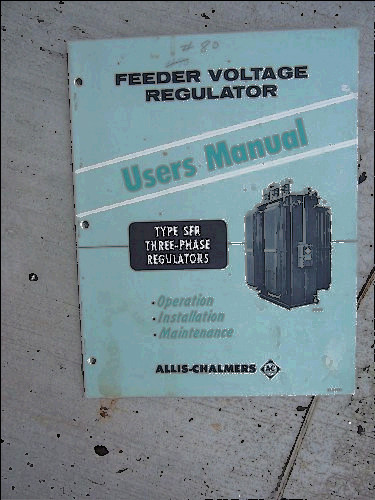 # 80
FEEDER VOLTAGE
REGULATOR
Users Manual
TYPE SFR
THREE-PHASE
REGULATORS
• Operation
• Installation
• Maintenance
ALLIS-CHALMERS AC